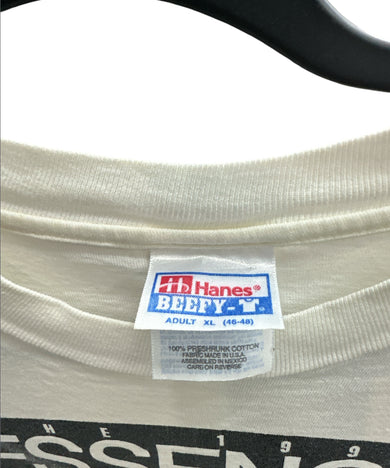 Hanes®
BEEFY-T®
ADULT XL (46-48)
100% PRESHRUNK COTTON
FABRIC MADE IN U.S.A.
ASSEMBLED IN MEXICO
CARE ON REVERSE
HE 199
ESSENC